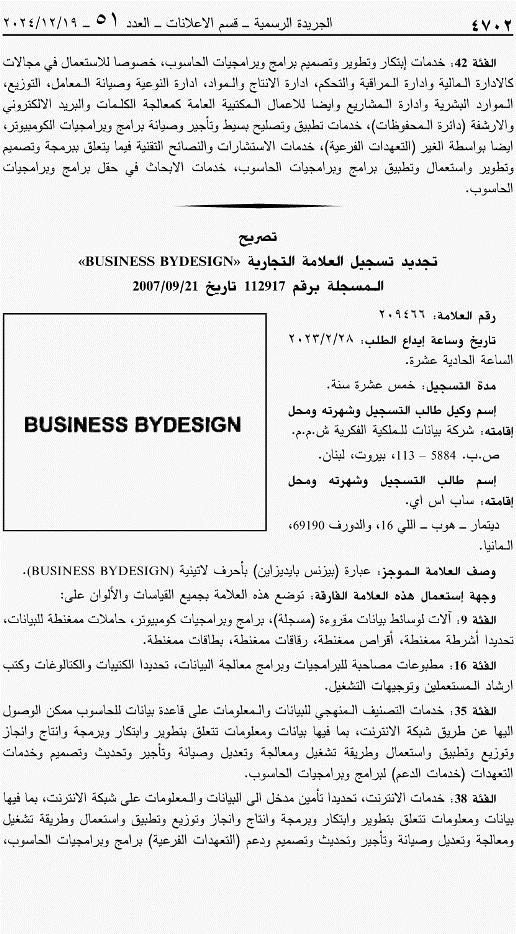 ٤٧٠٢ الجريدة الرسمية – قسم الاعلانات – العدد ٥١ – ٢٠٢٤/١٢/١٩
الفئة 42: خدمات إبتكار وتطوير وتصميم برامج وبرامجيات الحاسوب، خصوصا للاستعمال في مجالات
كالادارة المالية وادارة المراقبة والتحكم، ادارة الانتاج والمواد، ادارة النوعية وصيانة المعامل، التوزيع،
الموارد البشرية وادارة المشاريع وايضا للاعمال المكتبية العامة كمعالجة الكلمات والبريد الالكتروني
والارشفة (دائرة المحفوظات)، خدمات تطبيق وتصليح بسيط وتأجير وصيانة برامج وبرامجيات الكومبيوتر،
ايضا بواسطة الغير (التعهدات الفرعية)، خدمات الاستشارات والنصائح التقنية فيما يتعلق ببرمجة وتصميم
وتطوير واستعمال وتطبيق برامج وبرامجيات الحاسوب، خدمات الابحاث في حقل برامج وبرامجيات
الحاسوب.
تصريح
تجديد تسجيل العلامة التجارية «BUSINESS BYDESIGN»
المسجلة برقم 112917 تاريخ 2007/09/21
رقم العلامة: ٢٠٩٤٦٦
تاريخ وساعة إيداع الطلب: ٢٠٢٣/٢/٢٨
الساعة الحادية عشرة.
مدة التسجيل: خمس عشرة سنة.
إسم وكيل طالب التسجيل وشهرته ومحل
إقامته: شركة بيانات للملكية الفكرية ش.م.م.
ص.ب. 5884 – 113، بيروت، لبنان.
إسم طالب التسجيل وشهرته ومحل
إقامته: ساب اس اي.
ديتمار – هوب – اللي 16، والدورف 69190،
المانيا.
BUSINESS BYDESIGN
وصف العلامة الموجز: عبارة (بيزنس بايديزاين) بأحرف لاتينية (BUSINESS BYDESIGN).
وجهة إستعمال هذه العلامة الفارقة: توضع هذه العلامة بجميع القياسات والألوان على:
الفئة 9: آلات لوسائط بيانات مقروءة (مسجلة)، برامج وبرامجيات كومبيوتر، حاملات ممغنطة للبيانات،
تحديدا أشرطة ممغنطة، أقراص ممغنطة، رقاقات ممغنطة، بطاقات ممغنطة.
الفئة 16: مطبوعات مصاحبة للبرامجيات وبرامج معالجة البيانات، تحديدا الكتيبات والكتالوغات وكتب
ارشاد المستعملين وتوجيهات التشغيل.
الفئة 35: خدمات التصنيف المنهجي للبيانات والمعلومات على قاعدة بيانات للحاسوب ممكن الوصول
اليها عن طريق شبكة الانترنت، بما فيها بيانات ومعلومات تتعلق بتطوير وابتكار وبرمجة وانتاج وانجاز
وتوزيع وتطبيق واستعمال وطريقة تشغيل ومعالجة وتعديل وصيانة وتأجير وتحديث وتصميم وخدمات
التعهدات (خدمات الدعم) لبرامج وبرامجيات الحاسوب.
الفئة 38: خدمات الانترنت، تحديدا تأمين مدخل الى البيانات والمعلومات على شبكة الانترنت، بما فيها
بيانات ومعلومات تتعلق بتطوير وابتكار وبرمجة وانتاج وانجاز وتوزيع وتطبيق واستعمال وطريقة تشغيل
ومعالجة وتعديل وصيانة وتأجير وتحديث وتصميم ودعم (التعهدات الفرعية) برامج وبرامجيات الحاسوب،